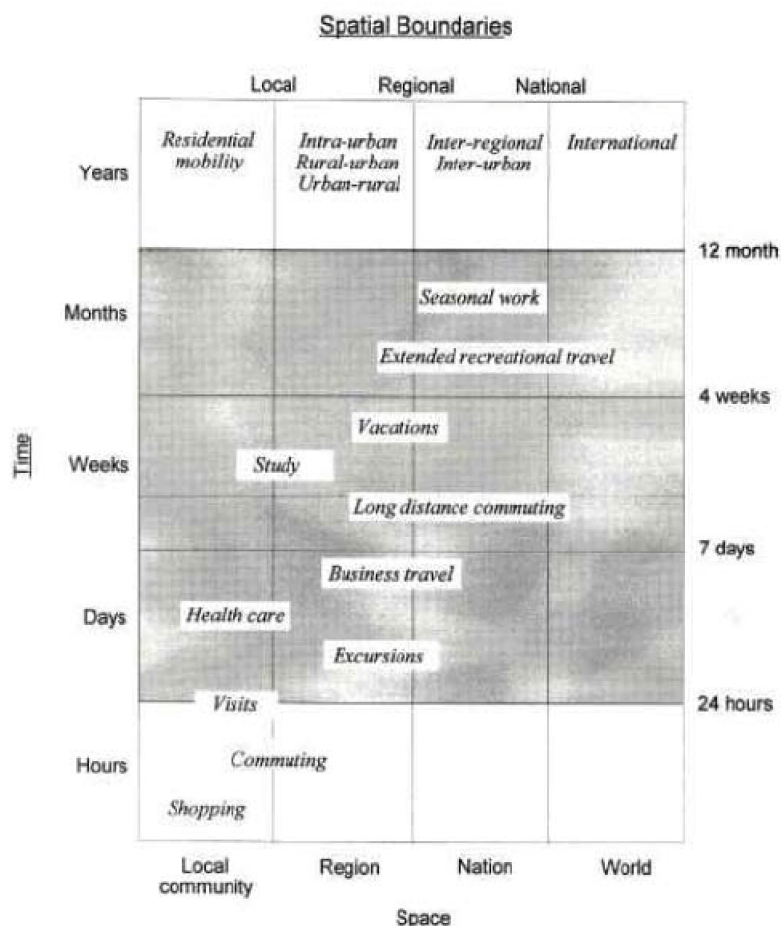 Spatial Boundaries
Local Regional National
Residential mobility
Intra-urban
Rural-urban
Urban-rural
Inter-regional
Inter-urban
International
Years
12 month
Months
Seasonal work
Extended recreational travel
4 weeks
Vacations
Time
Weeks
Study
Long distance commuting
7 days
Business travel
Days
Health care
Excursions
Visits
24 hours
Hours
Commuting
Shopping
Local
community
Region
Nation
World
Space